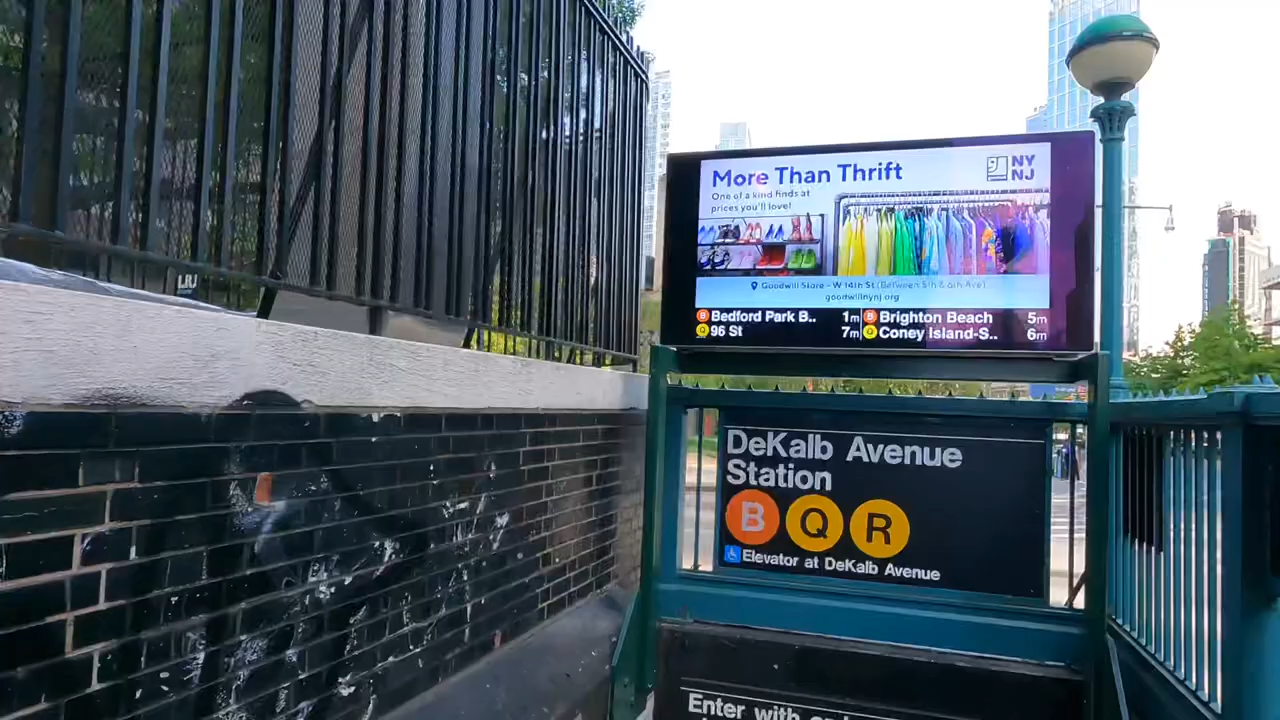 More Than Thrift
NY
NJ
One of a kind finds at
prices you'll love!
Goodwill Store - W 14th St (Between 5th & 6th Ave)
goodwillnynj.org
B Bedford Park B.. 1m
B Brighton Beach 5m
Q 96 St 7m
Q Coney Island-S.. 6m
DeKalb Avenue
Station
B Q R
Elevator at DeKalb Avenue
Enter with